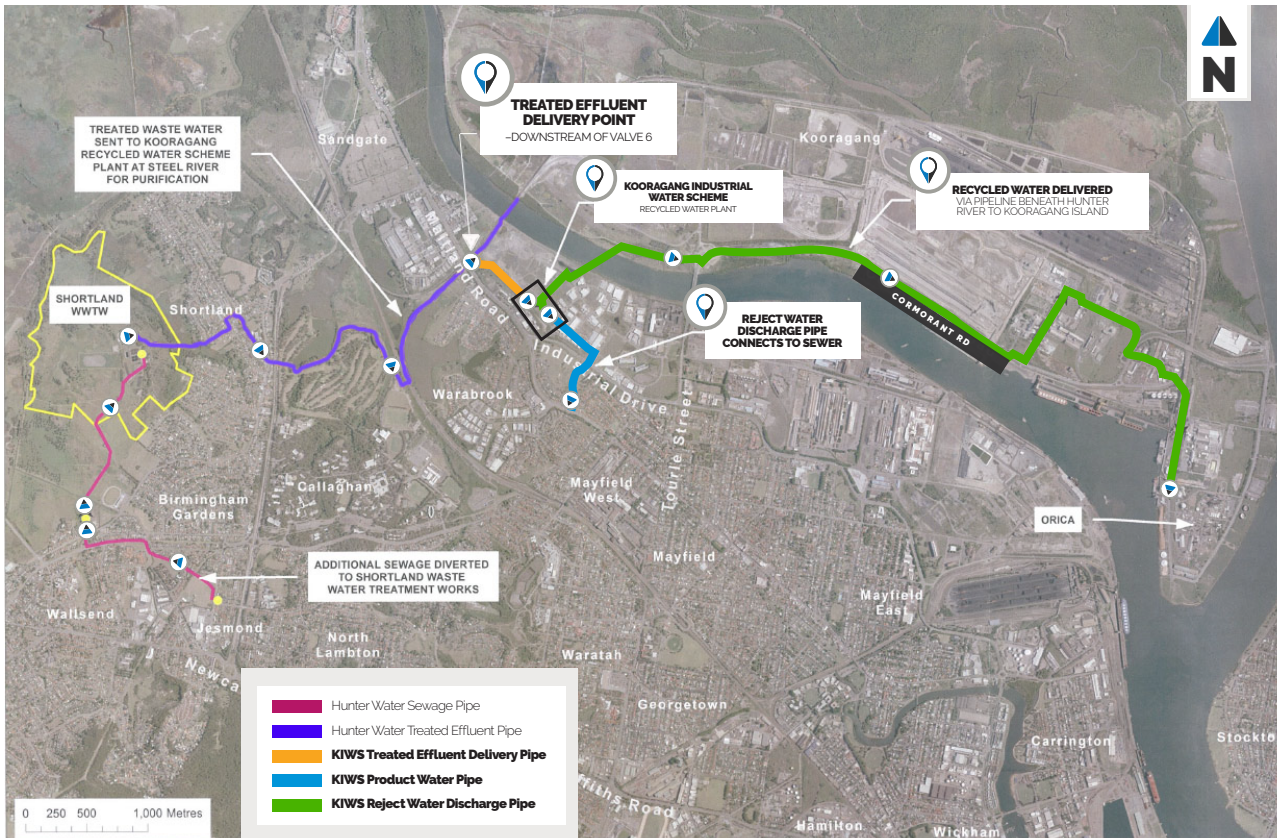 N
TREATED EFFLUENT
DELIVERY POINT
–DOWNSTREAM OF VALVE 6
TREATED WASTE WATER
SENT TO KOORAGANG
RECYCLED WATER SCHEME
PLANT AT STEEL RIVER
FOR PURIFICATION
Sandgate
Kooragang
KOORAGANG INDUSTRIAL
WATER SCHEME
RECYCLED WATER PLANT
RECYCLED WATER DELIVERED
VIA PIPELINE BENEATH HUNTER
RIVER TO KOORAGANG ISLAND
Maitland Road
SHORTLAND
WWTW
Shortland
REJECT WATER
DISCHARGE PIPE
CONNECTS TO SEWER
CORMORANT RD
Industrial Drive
Warabrook
Tourle Street
Callaghan
Mayfield
West
Birmingham
Gardens
ORICA
Mayfield
ADDITIONAL SEWAGE DIVERTED
TO SHORTLAND WASTE
WATER TREATMENT WORKS
Mayfield
East
Wallsend
Jesmond
North
Lambton
Waratah
Newca
Georgetown
Carrington
Stockto
Hunter Water Sewage Pipe
Hunter Water Treated Effluent Pipe
KIWS Treated Effluent Delivery Pipe
KIWS Product Water Pipe
KIWS Reject Water Discharge Pipe
ffiths Road
0 250 500 1,000 Metres
Hamilton
Wickham